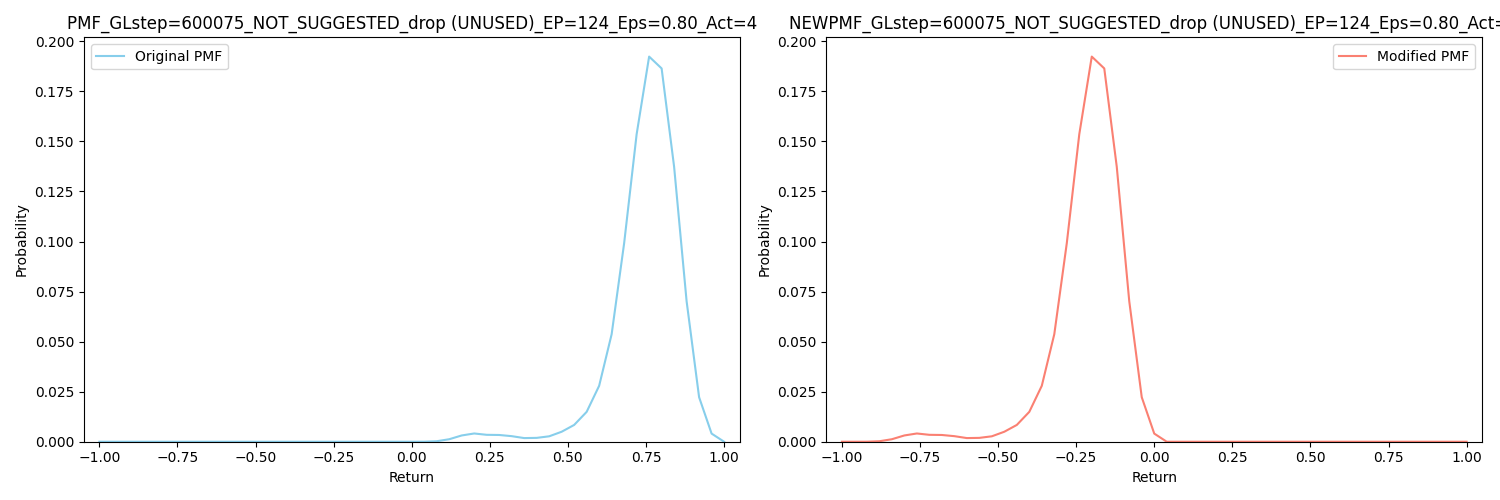 PMF_GLstep=600075_NOT_SUGGESTED_drop (UNUSED)_EP=124_Eps=0.80_Act=4
Original PMF
0.200
0.175
0.150
0.125
0.100
0.075
0.050
0.025
0.000
Probability
−1.00 −0.75 −0.50 −0.25 0.00 0.25 0.50 0.75 1.00
Return
NEWPMF_GLstep=600075_NOT_SUGGESTED_drop (UNUSED)_EP=124_Eps=0.80_Act=
Modified PMF
0.200
0.175
0.150
0.125
0.100
0.075
0.050
0.025
0.000
Probability
−1.00 −0.75 −0.50 −0.25 0.00 0.25 0.50 0.75 1.00
Return